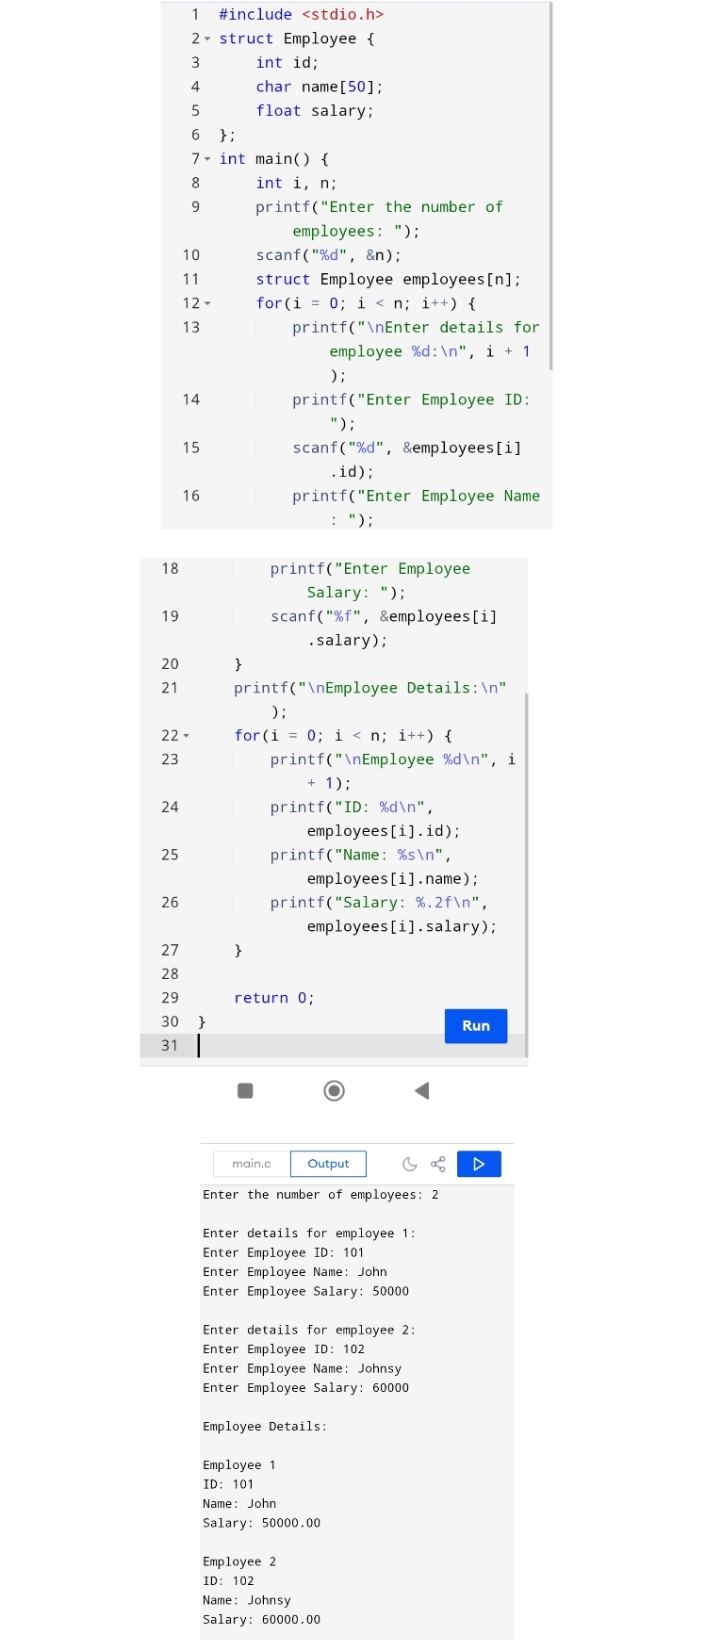 1 #include <stdio.h>
2 struct Employee {
3 int id;
4 char name[50];
5 float salary;
6 };
7 int main() {
8 int i, n;
9 printf("Enter the number of
employees: ");
10 scanf("%d", &n);
11 struct Employee employees[n];
12 for(i = 0; i < n; i++) {
13 printf("\nEnter details for
employee %d:\n", i + 1
);
14 printf("Enter Employee ID:
");
15 scanf("%d", &employees[i]
.id);
16 printf("Enter Employee Name
: ");
18 printf("Enter Employee
Salary: ");
19 scanf("%f", &employees[i]
.salary);
20 }
21 printf("\nEmployee Details:\n"
);
22 for(i = 0; i < n; i++) {
23 printf("\nEmployee %d\n", i
+ 1);
24 printf("ID: %d\n",
employees[i].id);
25 printf("Name: %s\n",
employees[i].name);
26 printf("Salary: %.2f\n",
employees[i].salary);
27 }
28
29 return 0;
30 }
Run
31
main.c Output
Enter the number of employees: 2
Enter details for employee 1:
Enter Employee ID: 101
Enter Employee Name: John
Enter Employee Salary: 50000
Enter details for employee 2:
Enter Employee ID: 102
Enter Employee Name: Johnsy
Enter Employee Salary: 60000
Employee Details:
Employee 1
ID: 101
Name: John
Salary: 50000.00
Employee 2
ID: 102
Name: Johnsy
Salary: 60000.00